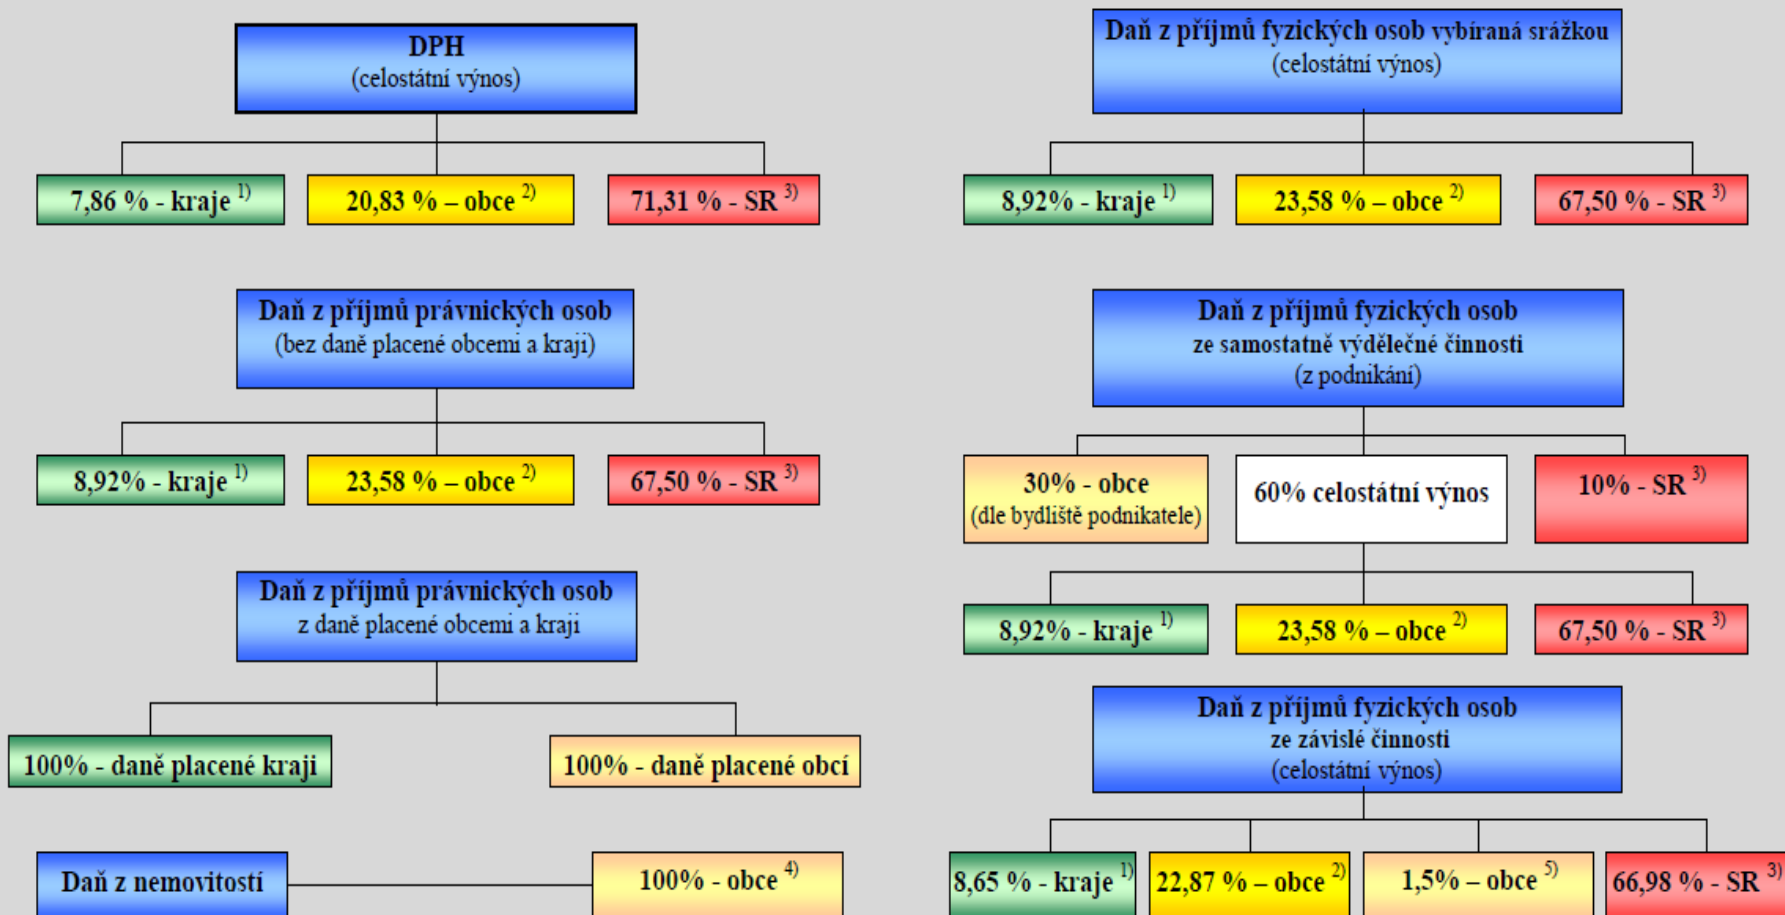 DPH
(celostátní výnos)
7,86 % - kraje 1)
20,83 % – obce 2)
71,31 % - SR 3)
Daň z příjmů právnických osob
(bez daně placené obcemi a kraji)
8,92% - kraje 1)
23,58 % – obce 2)
67,50 % - SR 3)
Daň z příjmů právnických osob
z daně placené obcemi a kraji
100% - daně placené kraji
100% - daně placené obcí
Daň z nemovitostí
100% - obce 4)
Daň z příjmů fyzických osob vybíraná srážkou
(celostátní výnos)
8,92% - kraje 1)
23,58 % – obce 2)
67,50 % - SR 3)
Daň z příjmů fyzických osob
ze samostatně výdělečné činnosti
(z podnikání)
30% - obce
(dle bydliště podnikatele)
60% celostátní výnos
10% - SR 3)
8,92% - kraje 1)
23,58 % – obce 2)
67,50 % - SR 3)
Daň z příjmů fyzických osob
ze závislé činnosti
(celostátní výnos)
8,65 % - kraje 1)
22,87 % – obce 2)
1,5% – obce 5)
66,98 % - SR 3)